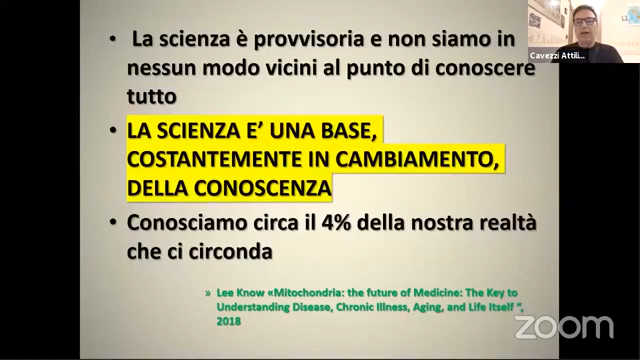 Cavezzi Attili...
La scienza è provvisoria e non siamo in
nessun modo vicini al punto di conoscere
tutto
LA SCIENZA E’ UNA BASE,
COSTANTEMENTE IN CAMBIAMENTO,
DELLA CONOSCENZA
Conosciamo circa il 4% della nostra realtà
che ci circonda
» Lee Know «Mitochondria: the future of Medicine: The Key to
Understanding Disease, Chronic Illness, Aging, and Life Itself “,
2018
zoom